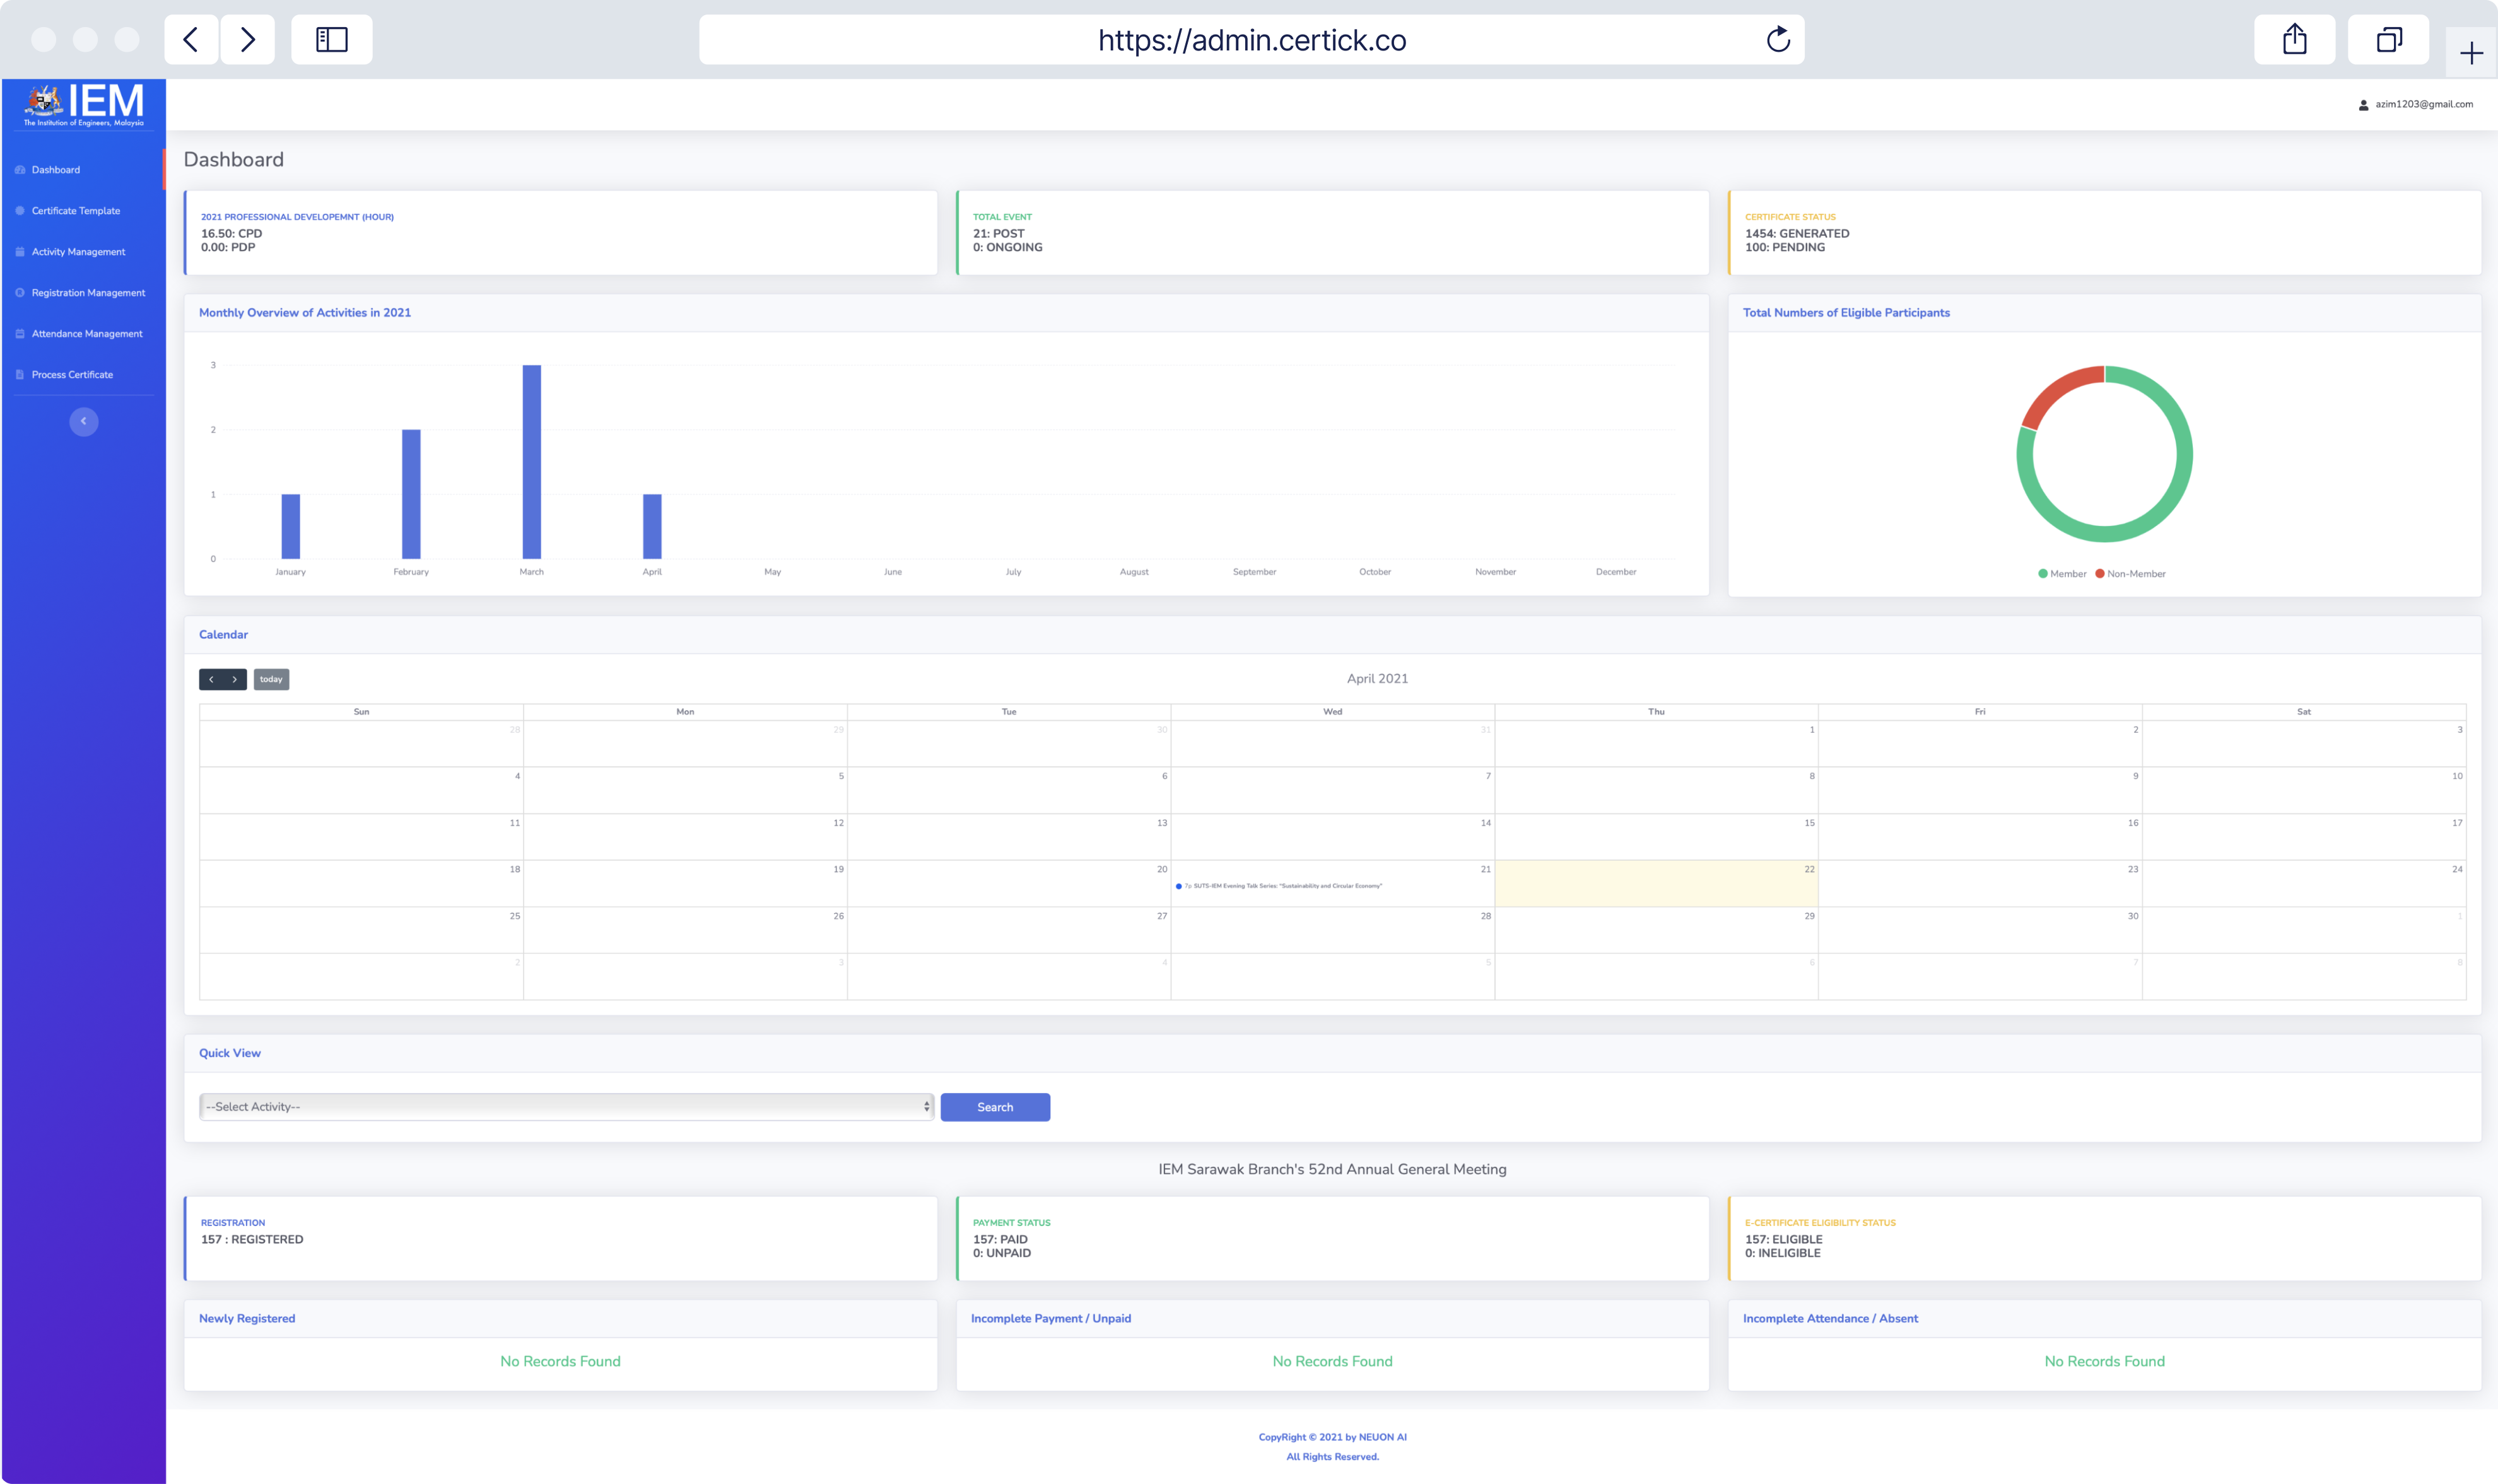 https://admin.certick.co
IEM
The Institution of Engineers, Malaysia
azim1203@gmail.com
Dashboard
Certificate Template
Activity Management
Registration Management
Attendance Management
Process Certificate
Dashboard
2021 PROFESSIONAL DEVELOPEMNT (HOUR)
16.50: CPD
0.00: PDP
TOTAL EVENT
21: POST
0: ONGOING
CERTIFICATE STATUS
1454: GENERATED
100: PENDING
Monthly Overview of Activities in 2021
3
2
1
0
January February March April May June July August September October November December
Total Numbers of Eligible Participants
Member Non-Member
Calendar
today
April 2021
Sun Mon Tue Wed Thu Fri Sat
28 29 30 31 1 2 3
4 5 6 7 8 9 10
11 12 13 14 15 16 17
18 19 20 21 22 23 24
7p SUTS-IEM Evening Talk Series: "Sustainability and Circular Economy"
25 26 27 28 29 30 1
2 3 4 5 6 7 8
Quick View
--Select Activity--
Search
IEM Sarawak Branch's 52nd Annual General Meeting
REGISTRATION
157 : REGISTERED
PAYMENT STATUS
157: PAID
0: UNPAID
E-CERTIFICATE ELIGIBILITY STATUS
157: ELIGIBLE
0: INELIGIBLE
Newly Registered
No Records Found
Incomplete Payment / Unpaid
No Records Found
Incomplete Attendance / Absent
No Records Found
CopyRight © 2021 by NEUON AI
All Rights Reserved.